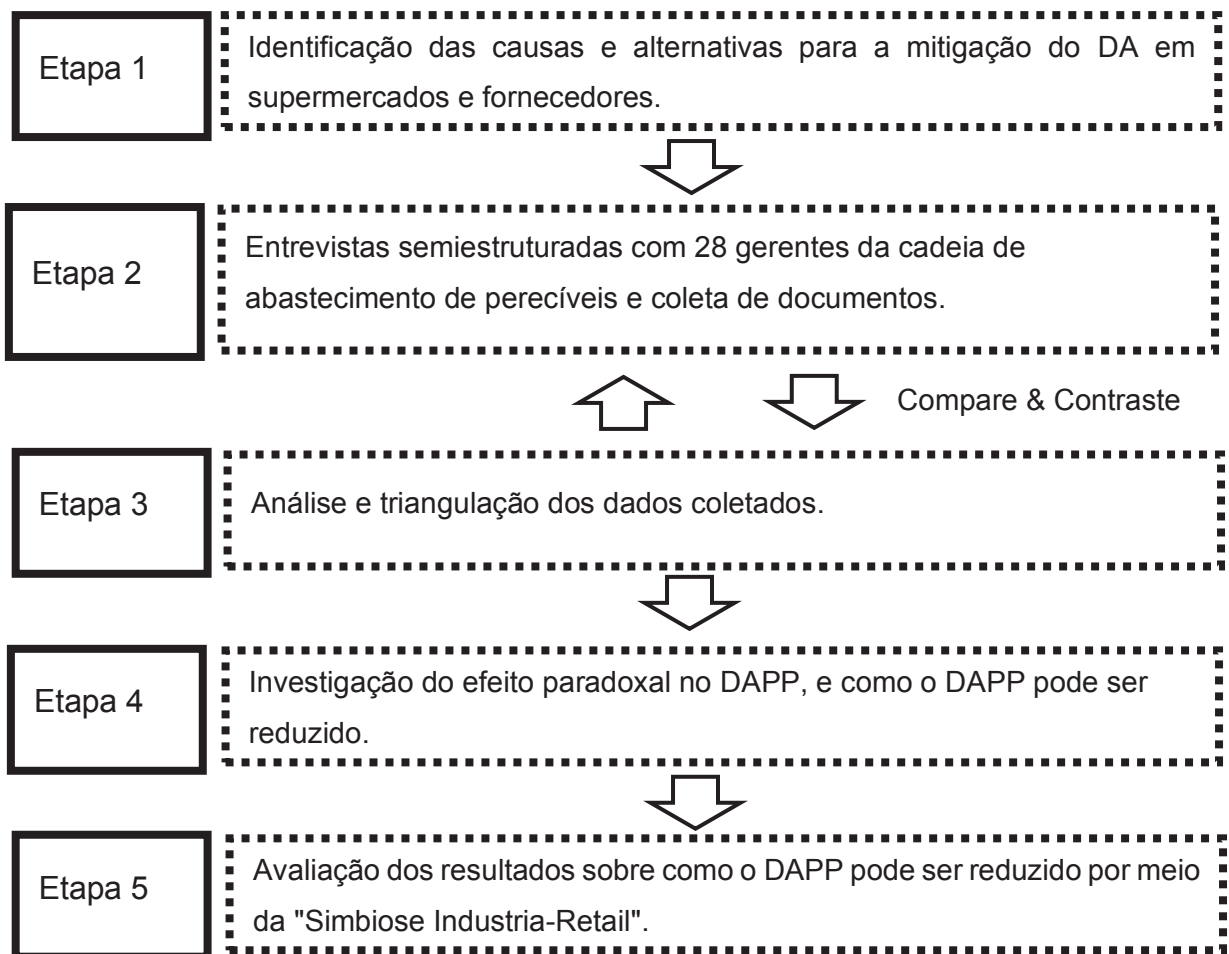 Etapa 1
Identificação das causas e alternativas para a mitigação do DA em
supermercados e fornecedores.
Etapa 2
Entrevistas semiestruturadas com 28 gerentes da cadeia de
abastecimento de perecíveis e coleta de documentos.
Compare & Contraste
Etapa 3
Análise e triangulação dos dados coletados.
Etapa 4
Investigação do efeito paradoxal no DAPP, e como o DAPP pode ser
reduzido.
Etapa 5
Avaliação dos resultados sobre como o DAPP pode ser reduzido por meio
da "Simbiose Industria-Retail".